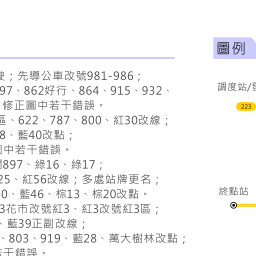 駛；先導公車改號981-986；
97、862好行、864、915、932、
修正圖中若干錯誤。
區、622、787、800、紅30改線；
8、藍40改點；
圖中若干錯誤。
897、綠16、綠17；
25、紅56改線；多處站牌更名；
0、藍46、棕13、棕20改點。
3花市改號紅3、紅3改號紅3區；
、藍39正副改線；
、803、919、藍28、萬大樹林改點；
若干錯誤。
圖例
調度站/
223
終點站